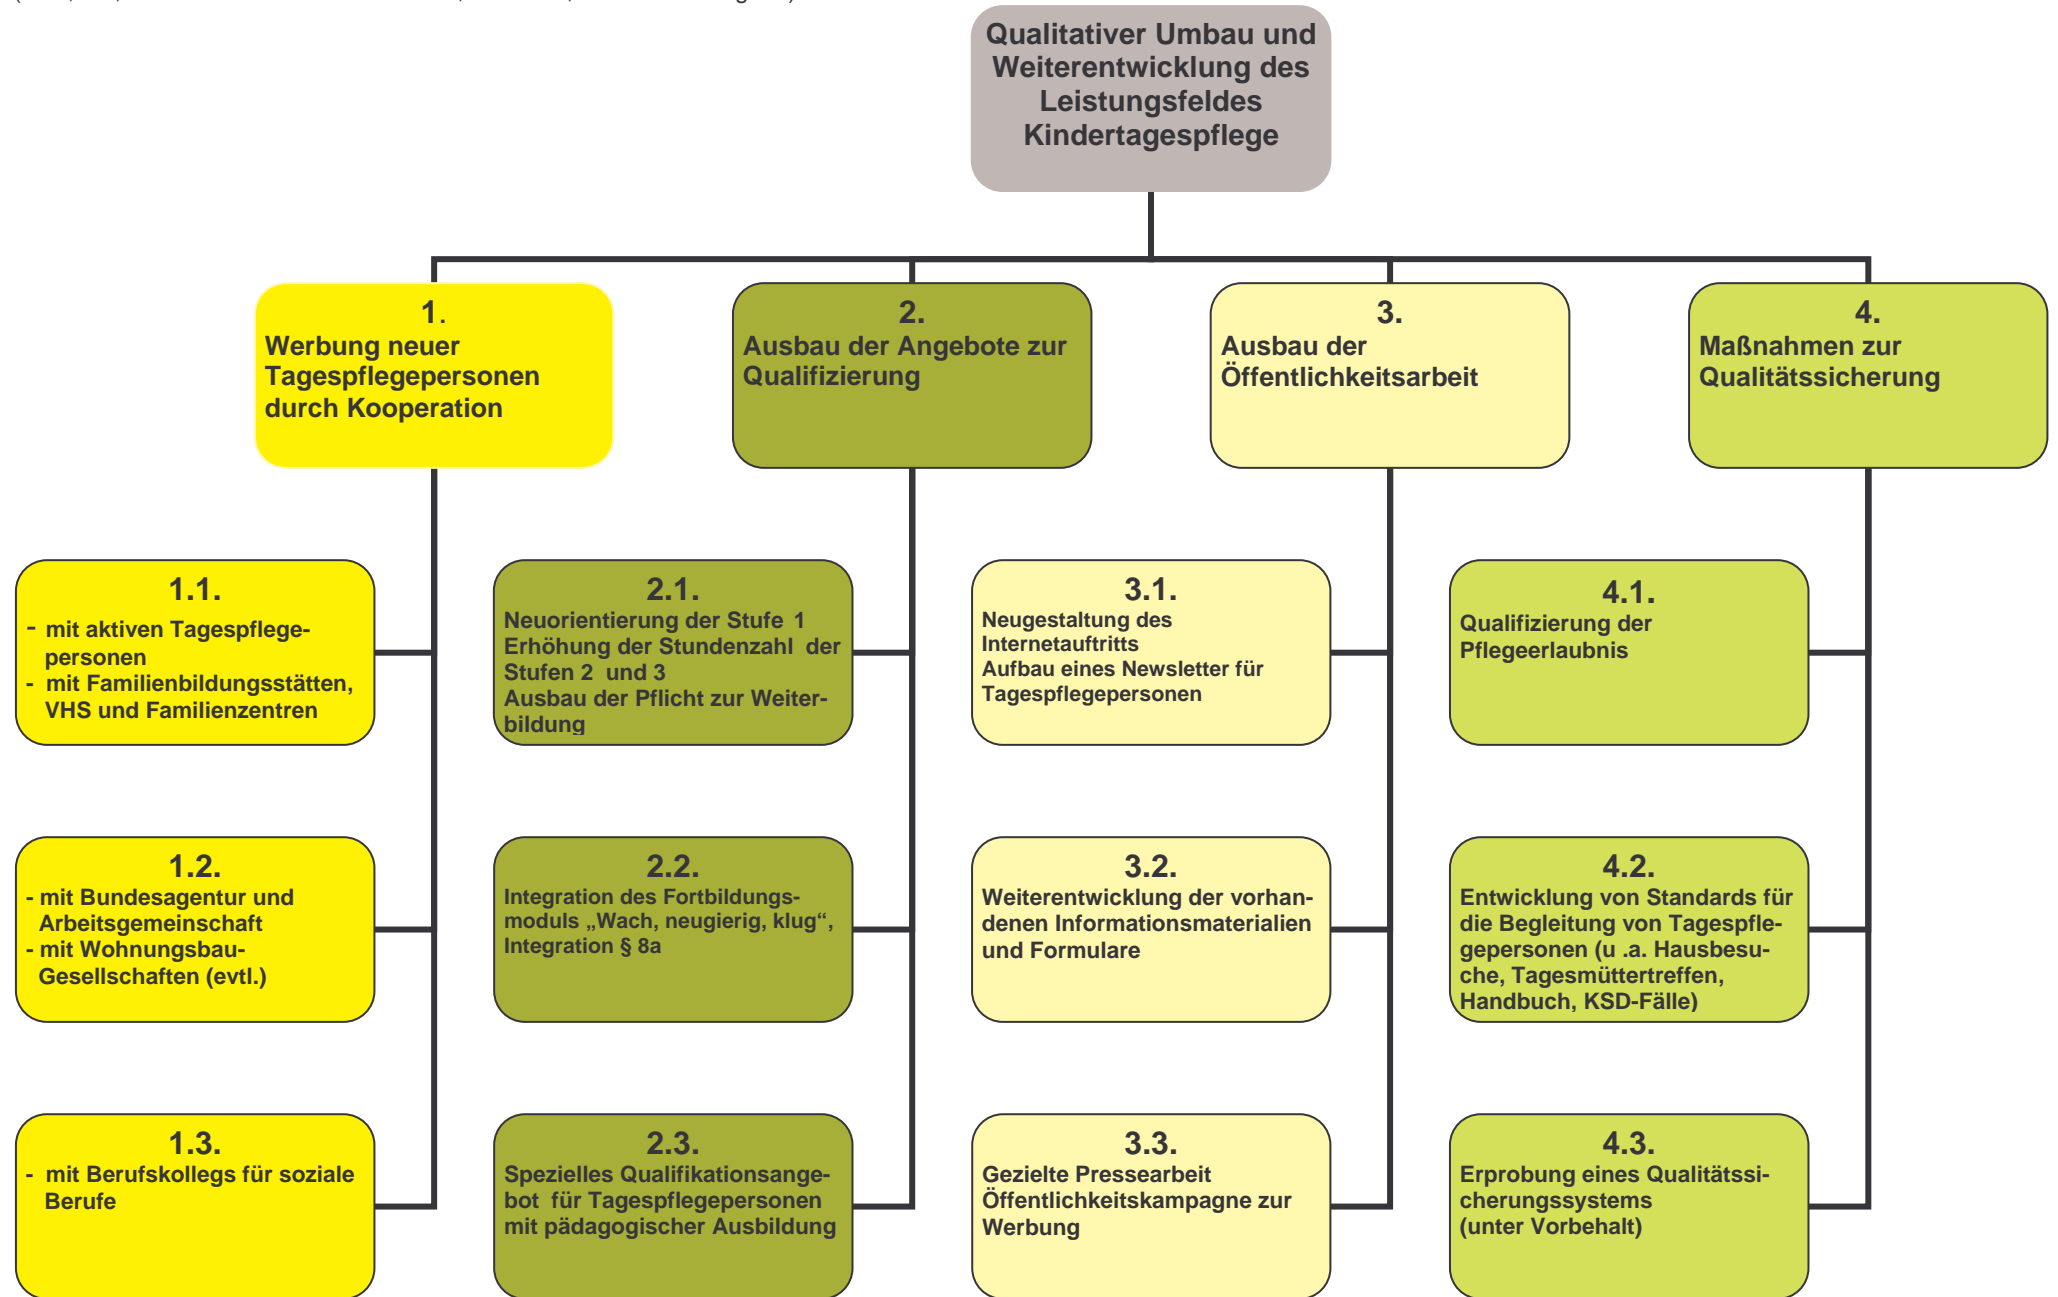 Qualitativer Umbau und
Weiterentwicklung des
Leistungsfeldes
Kindertagespflege
1.
Werbung neuer
Tagespflegepersonen
durch Kooperation
2.
Ausbau der Angebote zur
Qualifizierung
3.
Ausbau der
Öffentlichkeitsarbeit
4.
Maßnahmen zur
Qualitätssicherung
1.1.
- mit aktiven Tagespflege-
personen
- mit Familienbildungsstätten,
VHS und Familienzentren
2.1.
Neuorientierung der Stufe 1
Erhöhung der Stundenzahl der
Stufen 2 und 3
Ausbau der Pflicht zur Weiter-
bildung
3.1.
Neugestaltung des
Internetauftritts
Aufbau eines Newsletter für
Tagespflegepersonen
4.1.
Qualifizierung der
Pflegeerlaubnis
1.2.
- mit Bundesagentur und
Arbeitsgemeinschaft
- mit Wohnungsbau-
Gesellschaften (evtl.)
2.2.
Integration des Fortbildungs-
moduls „Wach, neugierig, klug“,
Integration § 8a
3.2.
Weiterentwicklung der vorhan-
denen Informationsmaterialien
und Formulare
4.2.
Entwicklung von Standards für
die Begleitung von Tagespfle-
gepersonen (u .a. Hausbesu-
che, Tagesmüttertreffen,
Handbuch, KSD-Fälle)
1.3.
- mit Berufskollegs für soziale
Berufe
2.3.
Spezielles Qualifikationsange-
bot für Tagespflegepersonen
mit pädagogischer Ausbildung
3.3.
Gezielte Pressearbeit
Öffentlichkeitskampagne zur
Werbung
4.3.
Erprobung eines Qualitätssi-
cherungssystems
(unter Vorbehalt)